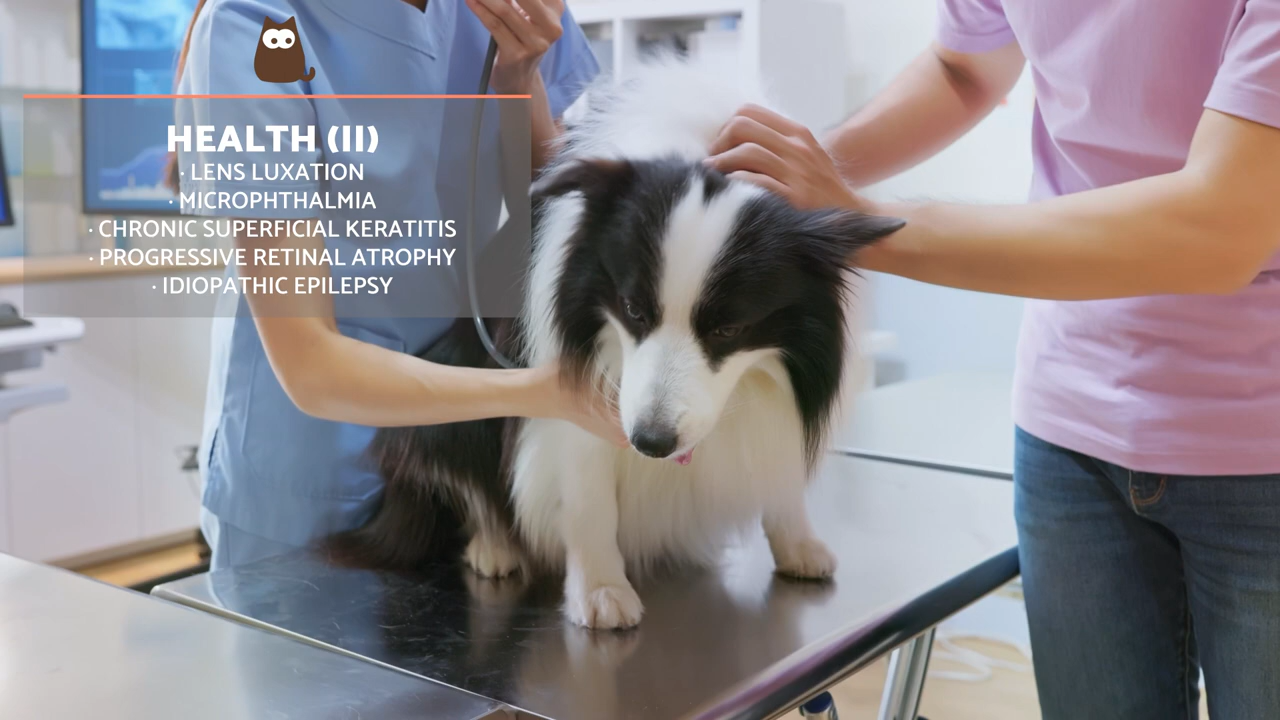 HEALTH (II)
· LENS LUXATION
· MICROPHTHALMIA
· CHRONIC SUPERFICIAL KERATITIS
· PROGRESSIVE RETINAL ATROPHY
· IDIOPATHIC EPILEPSY